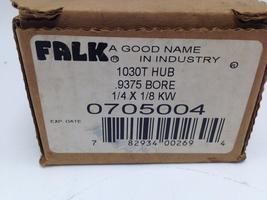 FALK® A GOOD NAME
IN INDUSTRY ®
1030T HUB
.9375 BORE
1/4 X 1/8 KW
0705004
EXP. DATE
7 82934 00269 4